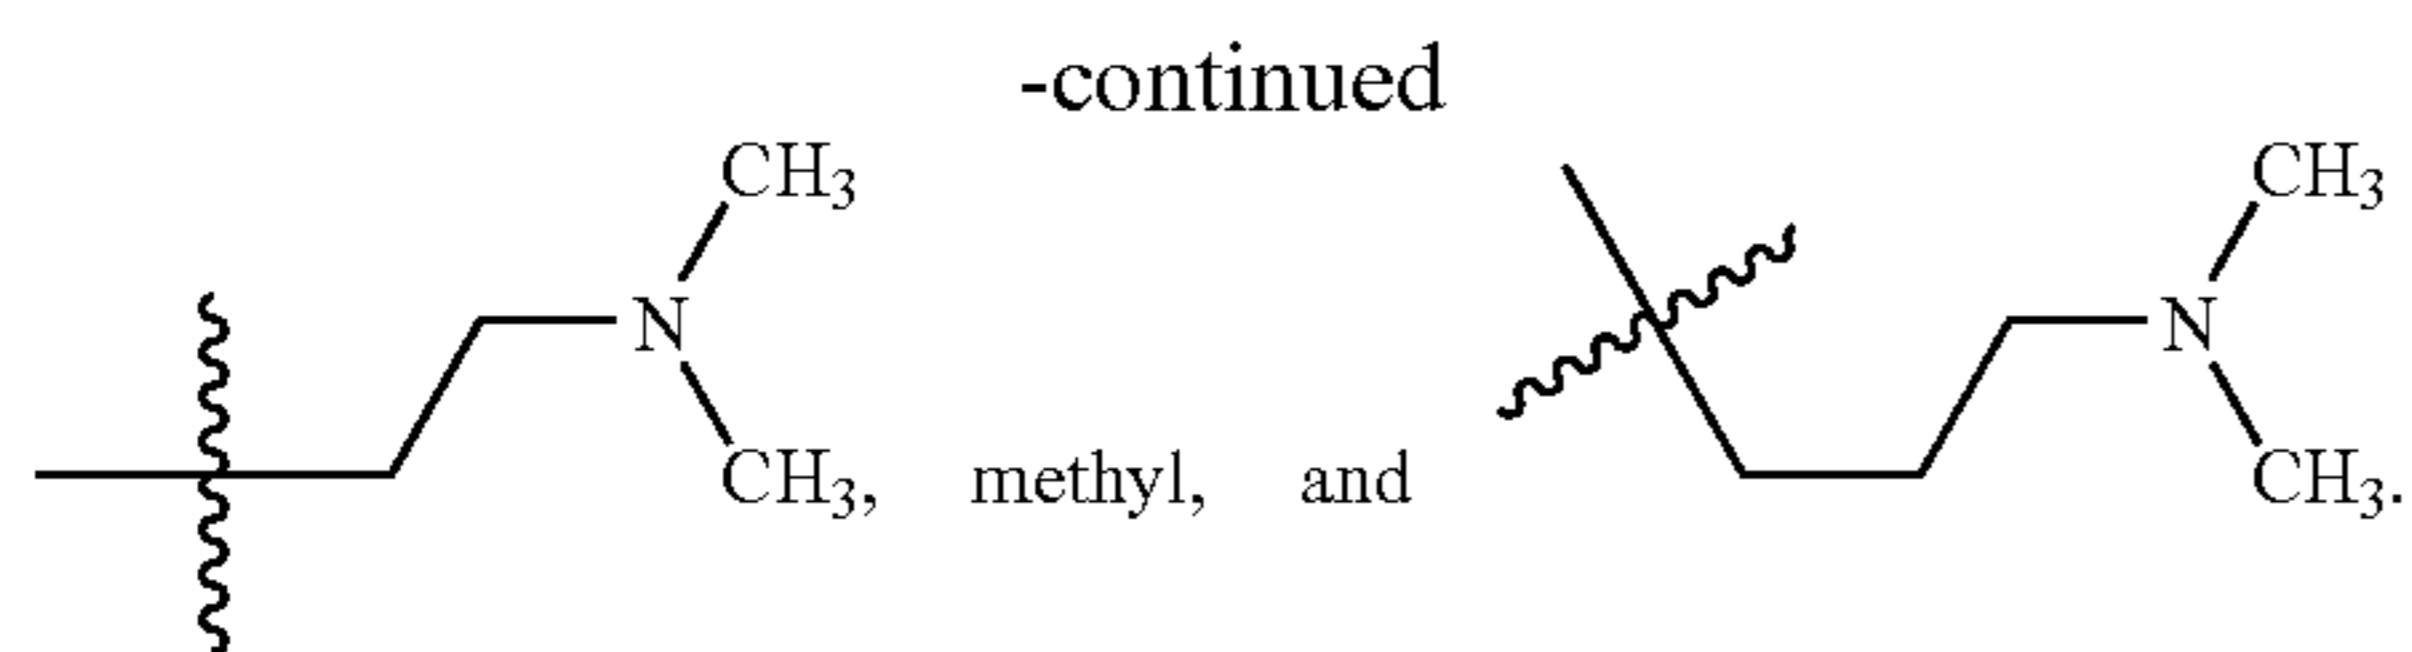 -continued
CH3 CH3
N N
CH3, methyl, and CH3.